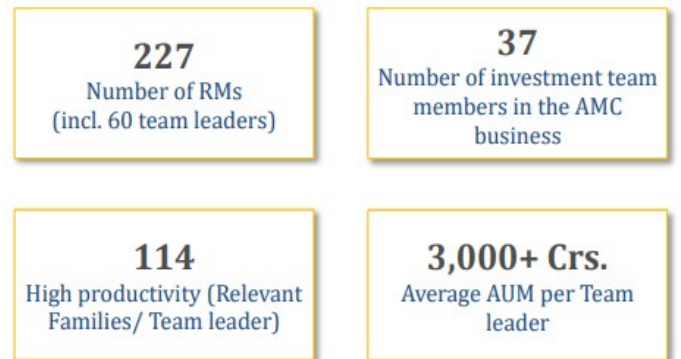 227
Number of RMs
(incl. 60 team leaders)
37
Number of investment team
members in the AMC
business
114
High productivity (Relevant
Families/ Team leader)
3,000+ Crs.
Average AUM per Team
leader